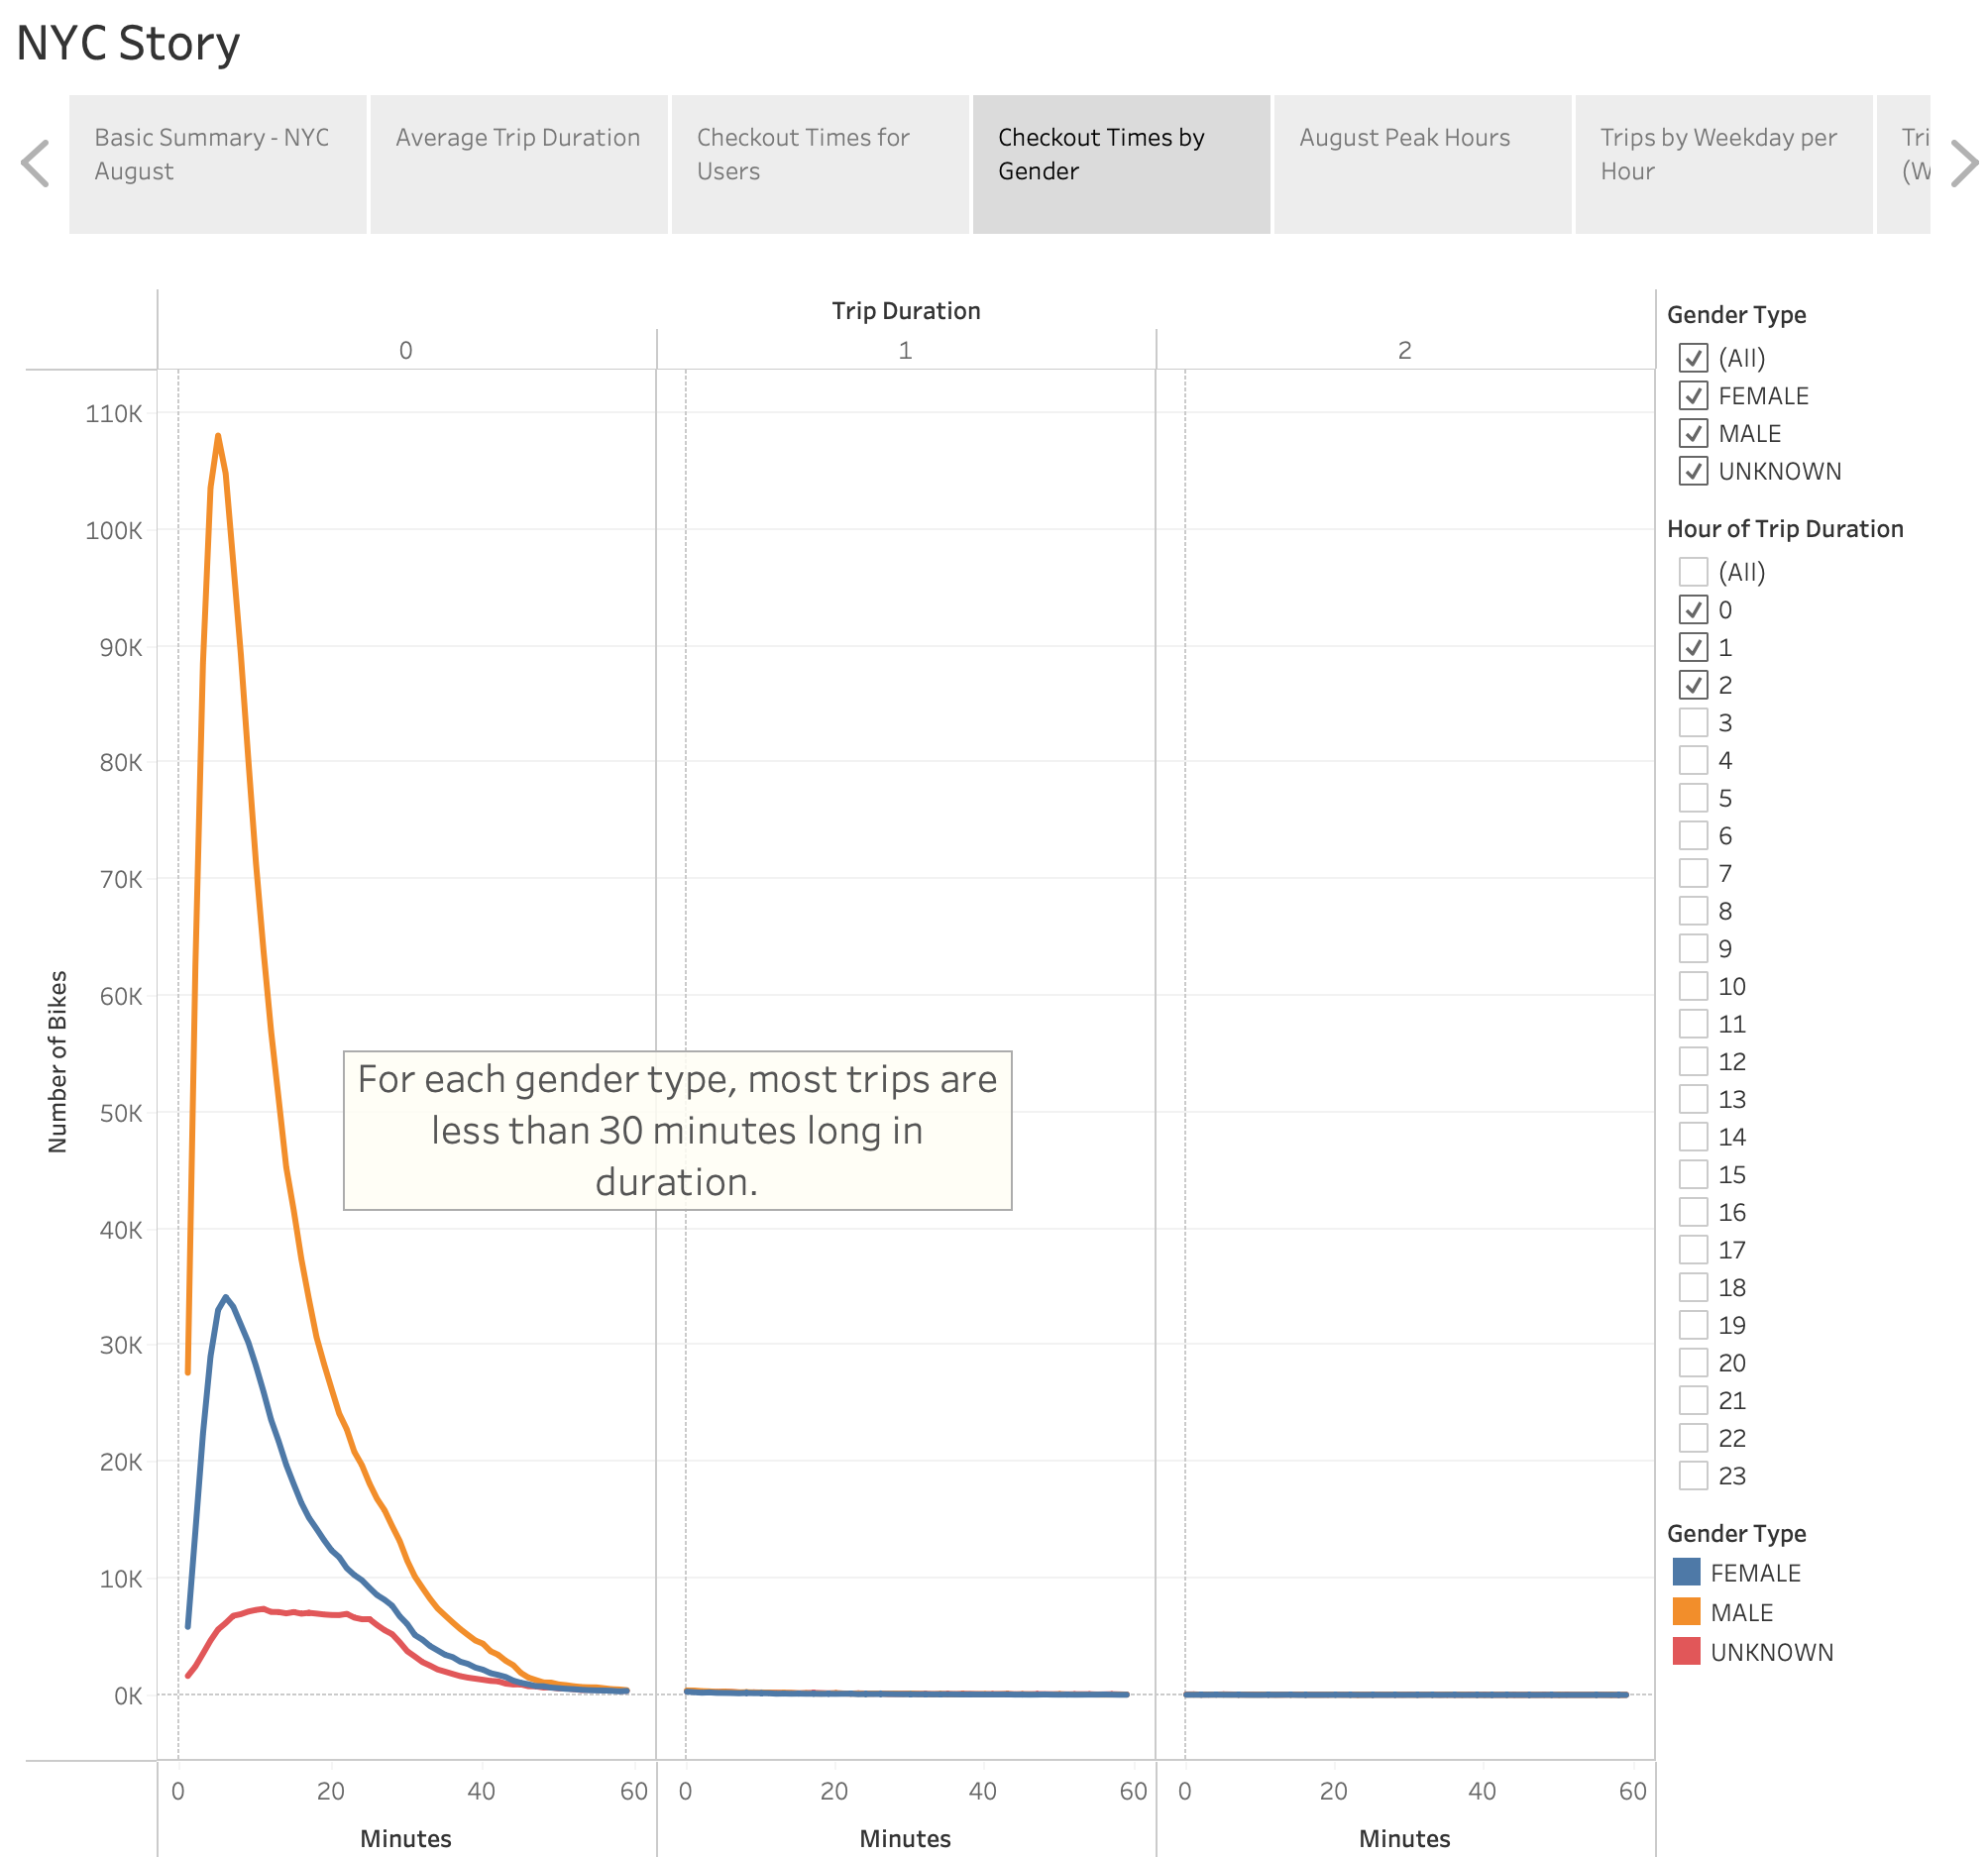 NYC Story
Basic Summary - NYC
August
Average Trip Duration
Checkout Times for
Users
Checkout Times by
Gender
August Peak Hours
Trips by Weekday per
Hour
Trip Duration
0
1
2
110K
100K
90K
80K
70K
60K
50K
40K
30K
20K
10K
0K
Number of Bikes
For each gender type, most trips are
less than 30 minutes long in
duration.
0 20 40 60
0 20 40 60
0 20 40 60
Minutes
Minutes
Minutes
Gender Type
(All)
FEMALE
MALE
UNKNOWN
Hour of Trip Duration
(All)
0
1
2
3
4
5
6
7
8
9
10
11
12
13
14
15
16
17
18
19
20
21
22
23
Gender Type
FEMALE
MALE
UNKNOWN